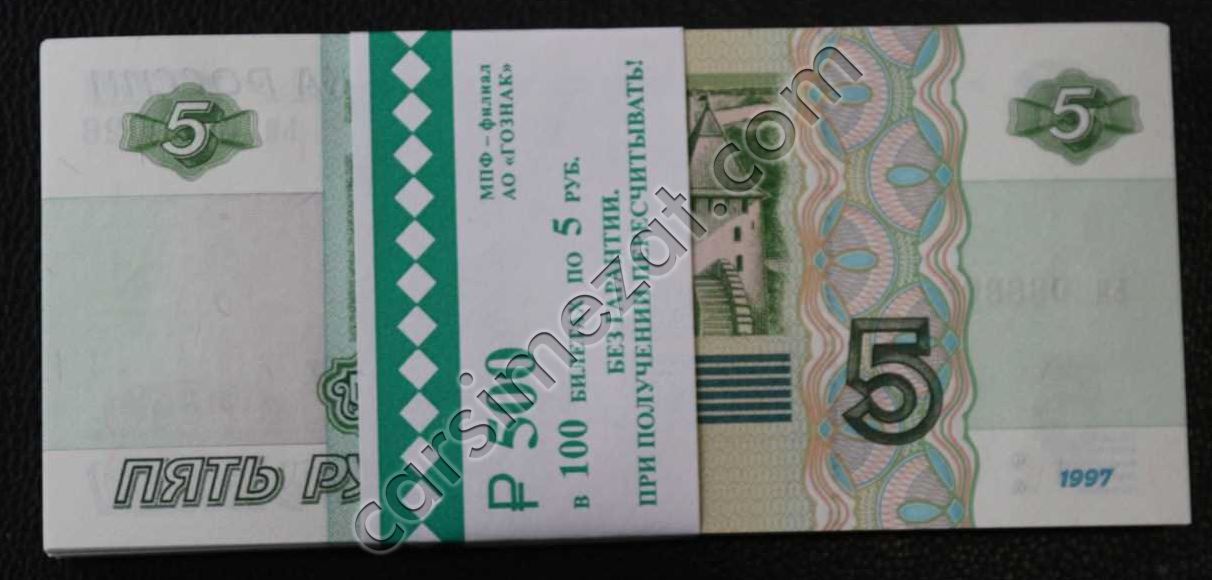 5
5
ПЯТЬ РУ
МПФ – филиал
АО «ГОЗНАК»
₽ 500
в 100 БИЛЕТАХ ПО 5 РУБ.
БЕЗ ГАРАНТИИ.
ПРИ ПОЛУЧЕНИИ ПЕРЕСЧИТЫВАТЬ!
5
1997
carsimezat.com